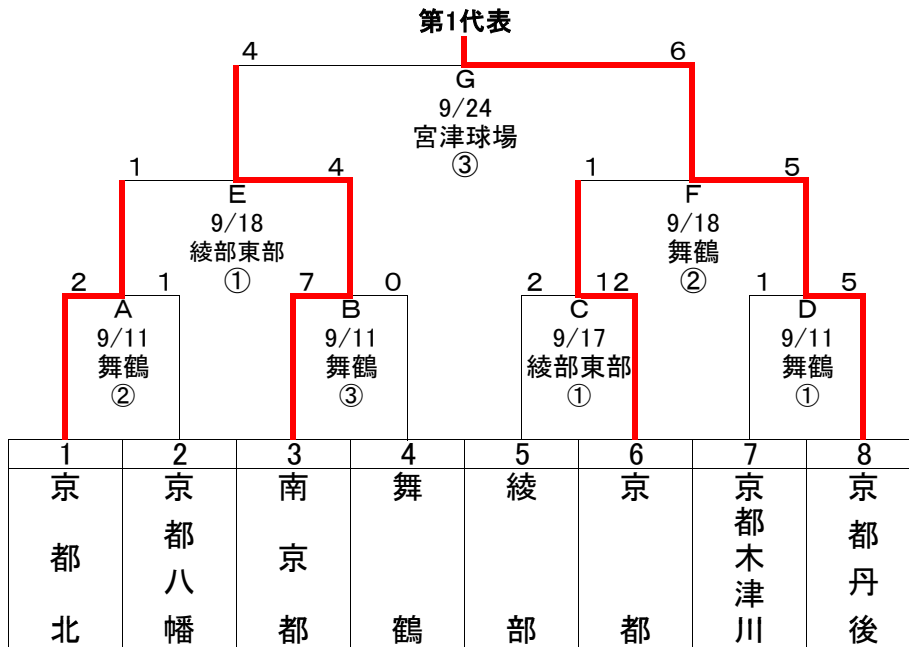 第1代表
4 6
G
9/24
宮津球場
③
1 4 1 5
E F
9/18 9/18
綾部東部 舞鶴
① ②
2 1 7 0 2 12 1 5
A B C D
9/11 9/11 9/17 9/11
舞鶴 舞鶴 綾部東部 舞鶴
② ③ ① ①
1 2 3 4 5 6 7 8
京都北
京都八幡
南京都
舞鶴
綾部
京都
京都木津川
京都丹後